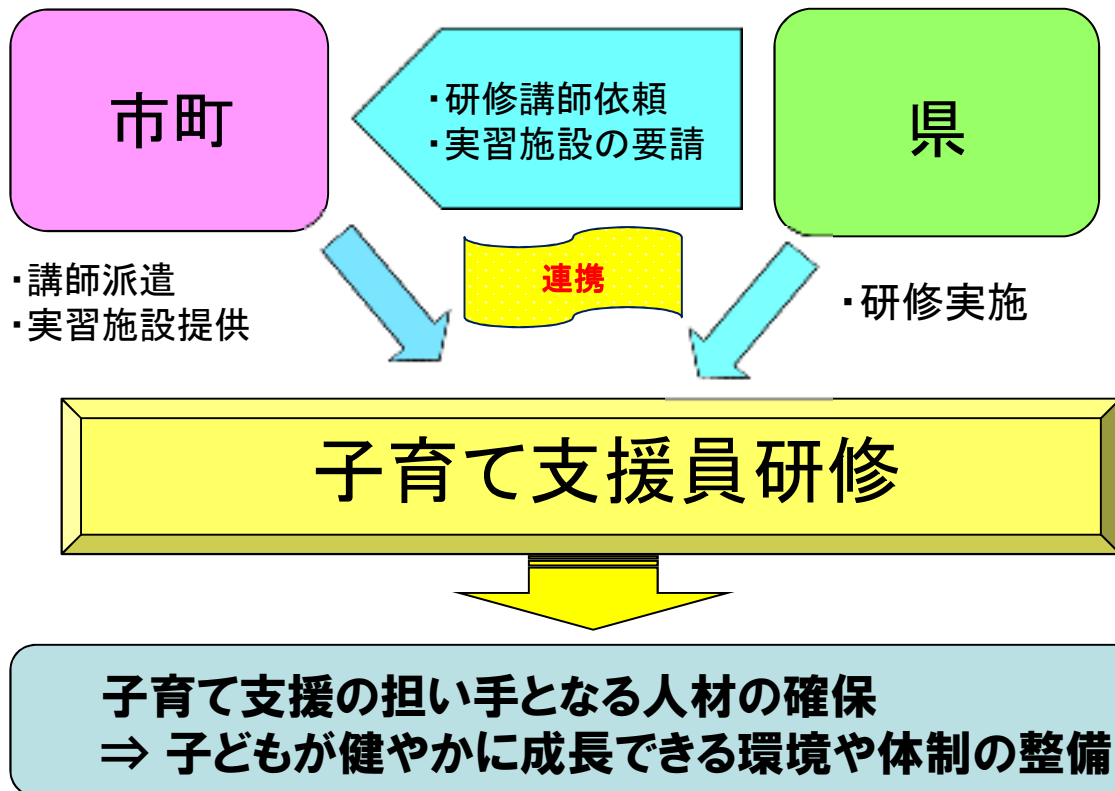 市町
・研修講師依頼
・実習施設の要請
県
連携
・講師派遣
・実習施設提供
・研修実施
子育て支援員研修
子育て支援の担い手となる人材の確保
⇒ 子どもが健やかに成長できる環境や体制の整備